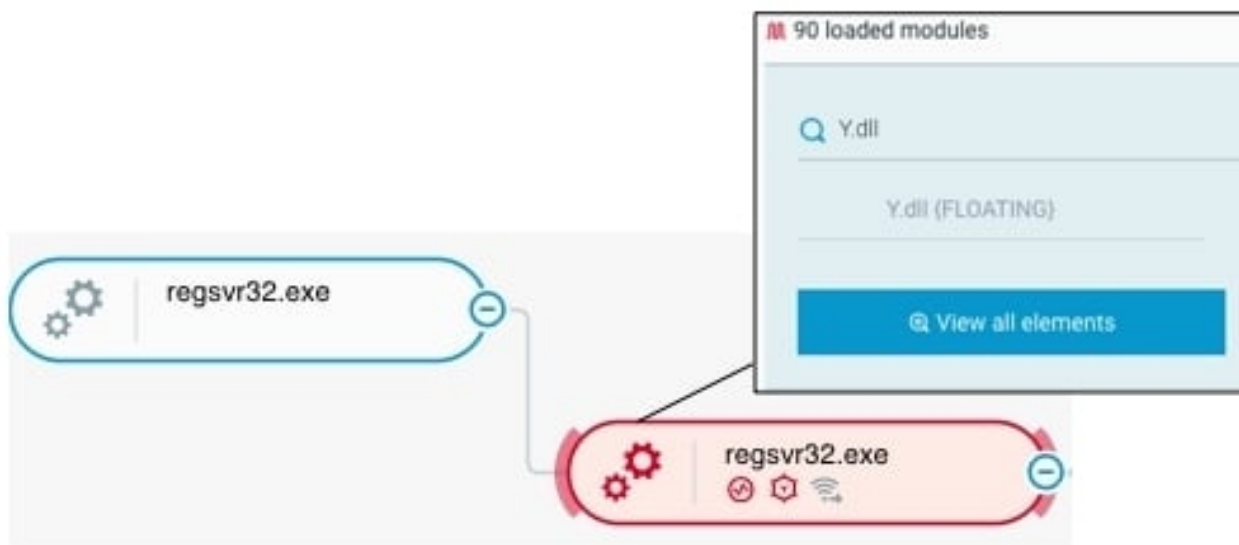 90 loaded modules
Y.dll
Y.dll (FLOATING)
View all elements
regsvr32.exe
regsvr32.exe